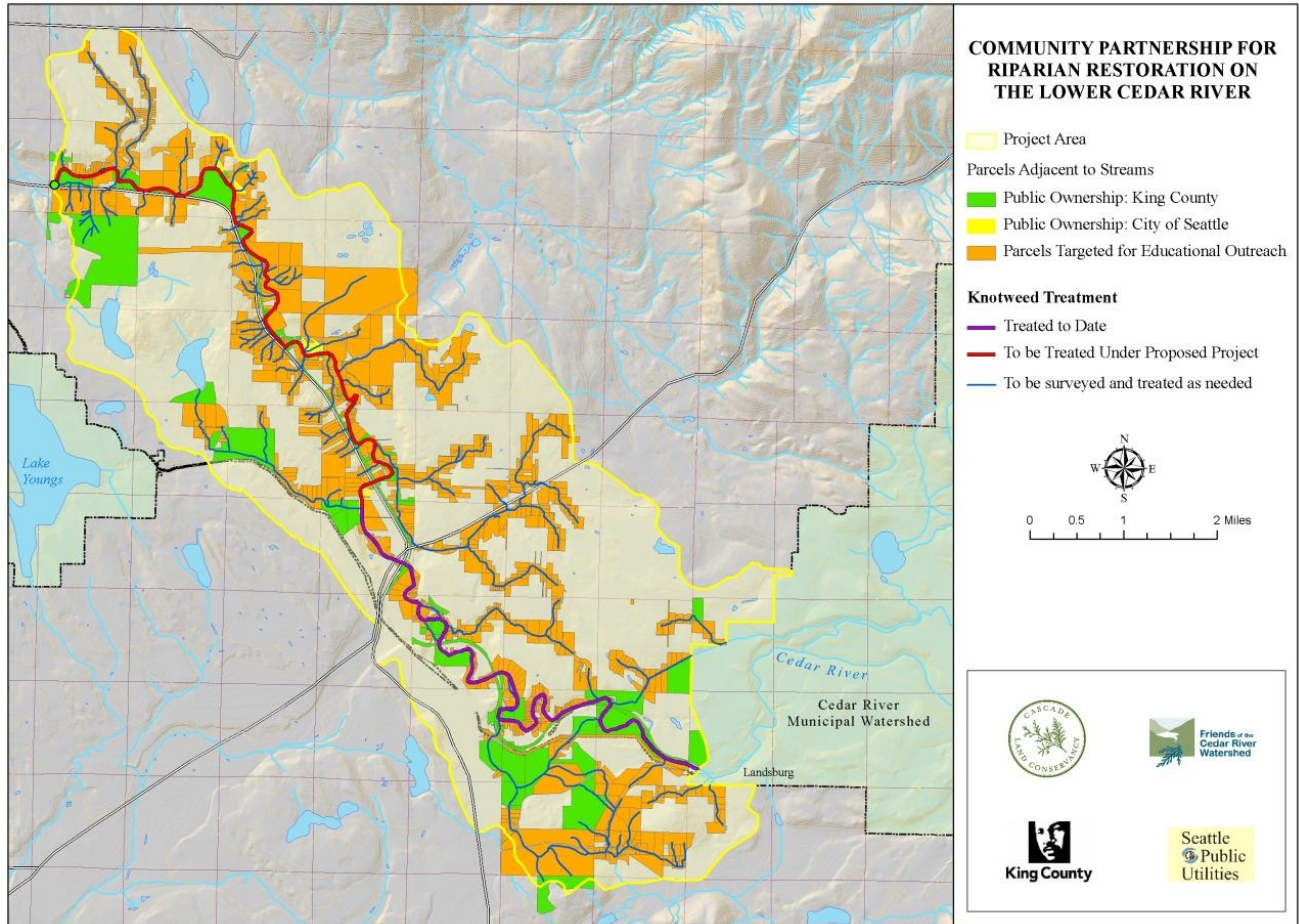 COMMUNITY PARTNERSHIP FOR
RIPARIAN RESTORATION ON
THE LOWER CEDAR RIVER
Project Area
Parcels Adjacent to Streams
Public Ownership: King County
Public Ownership: City of Seattle
Parcels Targeted for Educational Outreach
Knotweed Treatment
Treated to Date
To be Treated Under Proposed Project
To be surveyed and treated as needed
N
W E
S
0 0.5 1 2 Miles
Lake
Youngs
Cedar River
Cedar River
Municipal Watershed
Landsburg
CASCADE
LAND CONSERVANCY
Friends of the
Cedar River
Watershed
King County
Seattle
Public
Utilities